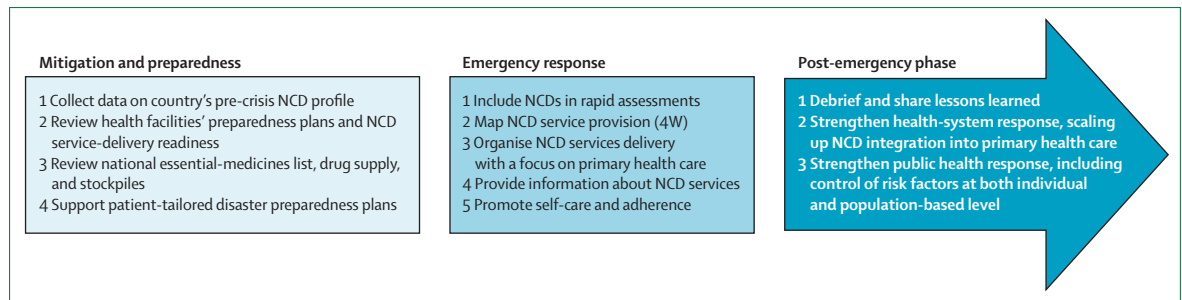 Mitigation and preparedness
1 Collect data on country's pre-crisis NCD profile
2 Review health facilities' preparedness plans and NCD
service-delivery readiness
3 Review national essential-medicines list, drug supply,
and stockpiles
4 Support patient-tailored disaster preparedness plans
Emergency response
1 Include NCDs in rapid assessments
2 Map NCD service provision (4W)
3 Organise NCD services delivery
with a focus on primary health care
4 Provide information about NCD services
5 Promote self-care and adherence
Post-emergency phase
1 Debrief and share lessons learned
2 Strengthen health-system response, scaling
up NCD integration into primary health care
3 Strengthen public health response, including
control of risk factors at both individual
and population-based level